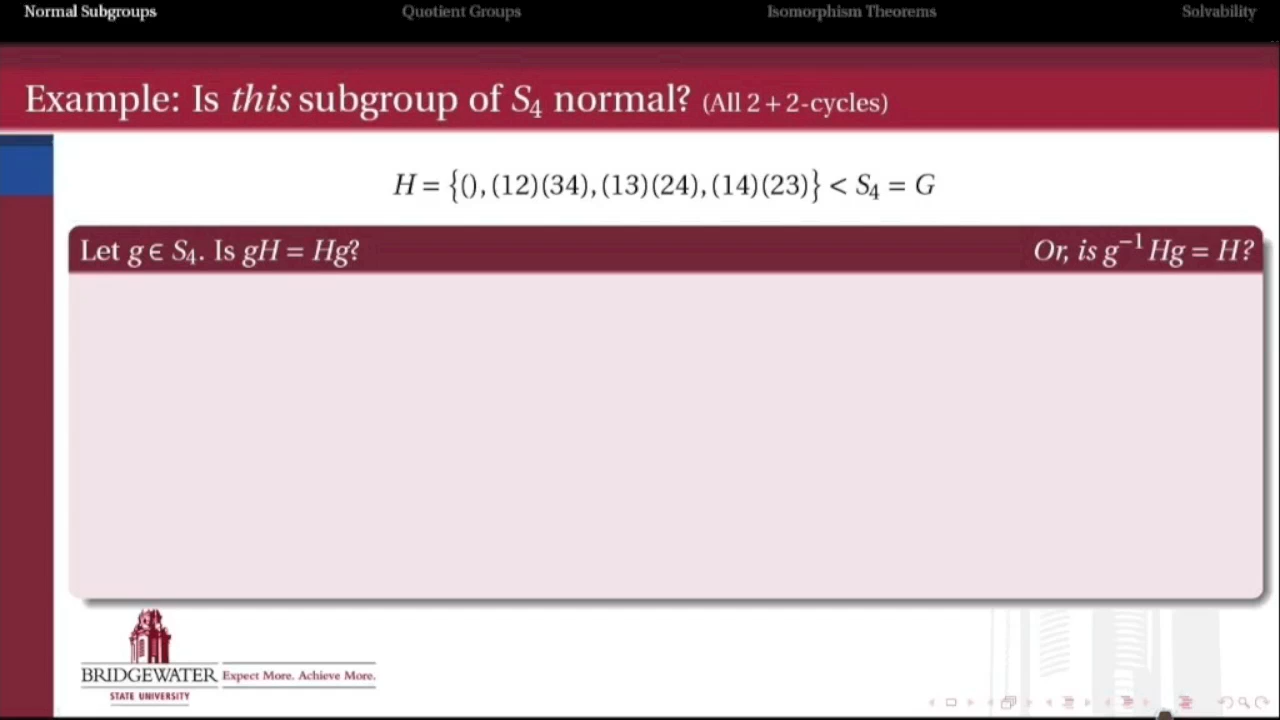 Normal Subgroups Quotient Groups Isomorphism Theorems Solvability
Example: Is this subgroup of S₄ normal? (All 2 + 2-cycles)
H = {(), (12)(34), (13)(24), (14)(23)} < S₄ = G
Let g ∈ S₄. Is gH = Hg? Or, is g⁻¹Hg = H?
BRIDGEWATER Expect More. Achieve More.
STATE UNIVERSITY